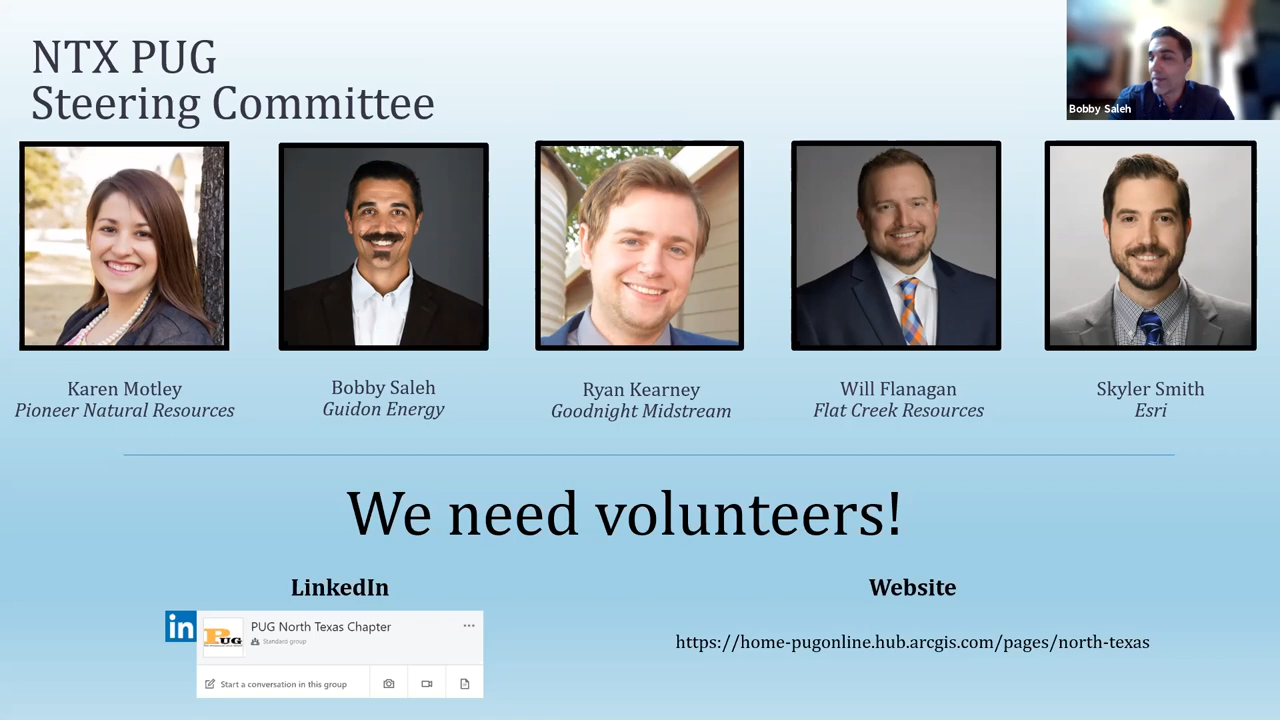 NTX PUG
Steering Committee
Bobby Saleh
Karen Motley
Pioneer Natural Resources
Bobby Saleh
Guidon Energy
Ryan Kearney
Goodnight Midstream
Will Flanagan
Flat Creek Resources
Skyler Smith
Esri
We need volunteers!
LinkedIn
in
PUG
PUG North Texas Chapter
Standard group
Start a conversation in this group
Website
https://home-pugonline.hub.arcgis.com/pages/north-texas